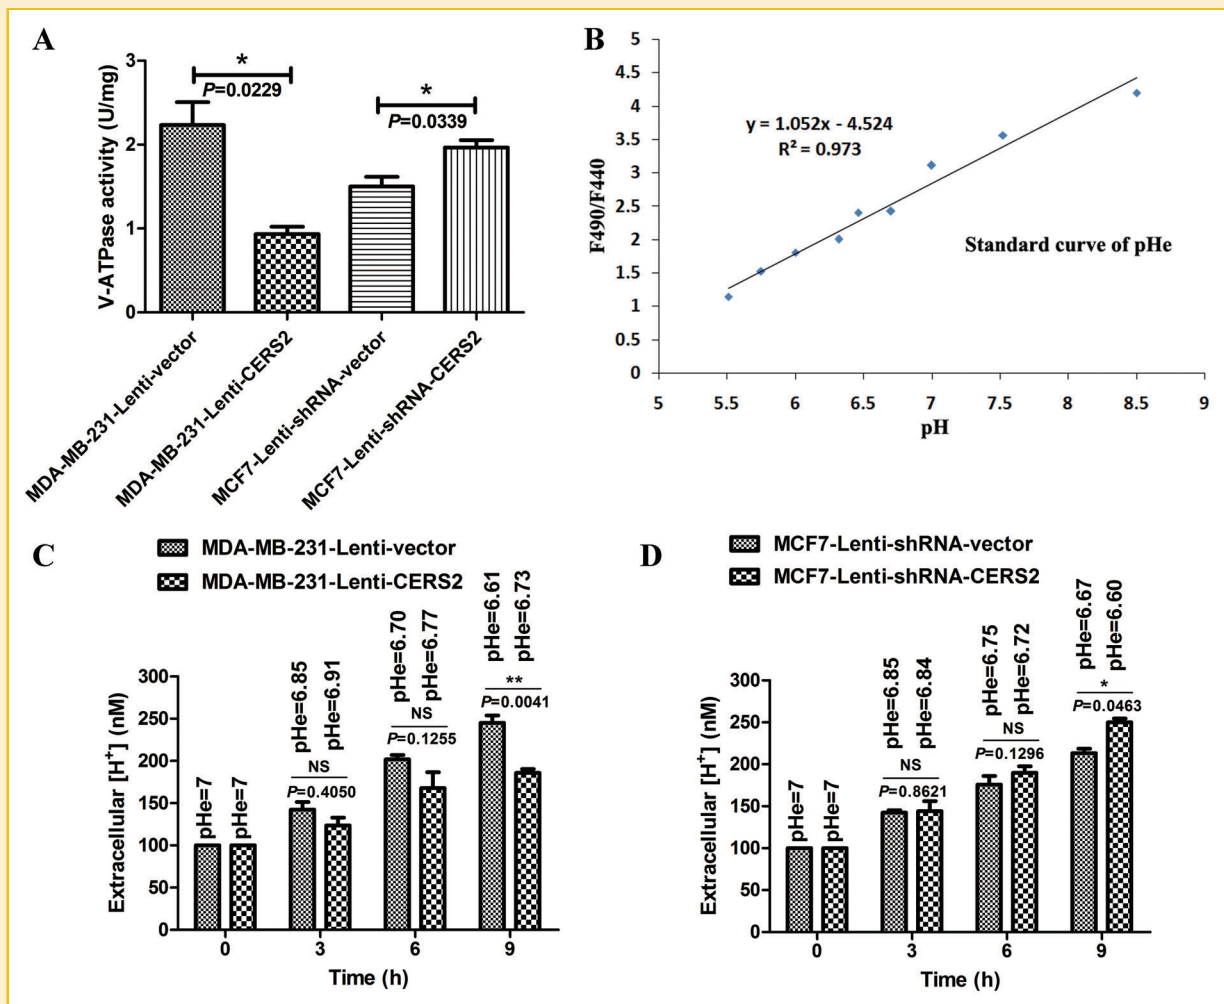 A
V-ATPase activity (U/mg)
3
2
1
0
*
P=0.0229
*
P=0.0339
MDA-MB-231-Lenti-vector
MDA-MB-231-Lenti-CERS2
MCF7-Lenti-shRNA-vector
MCF7-Lenti-shRNA-CERS2
B
F490/F440
5
4.5
4
3.5
3
2.5
2
1.5
1
0.5
0
y = 1.052x - 4.524
R² = 0.973
Standard curve of pHe
5 5.5 6 6.5 7 7.5 8 8.5 9
pH
C
MDA-MB-231-Lenti-vector
MDA-MB-231-Lenti-CERS2
Extracellular [H⁺] (nM)
300
250
200
150
100
50
0
pHe=7
pHe=7
pHe=6.85
pHe=6.91
NS
P=0.4050
pHe=6.70
pHe=6.77
NS
P=0.1255
pHe=6.61
pHe=6.73
**
P=0.0041
0 3 6 9
Time (h)
D
MCF7-Lenti-shRNA-vector
MCF7-Lenti-shRNA-CERS2
Extracellular [H⁺] (nM)
300
250
200
150
100
50
0
pHe=7
pHe=7
pHe=6.85
pHe=6.84
NS
P=0.8621
pHe=6.75
pHe=6.72
NS
P=0.1296
pHe=6.67
pHe=6.60
*
P=0.0463
0 3 6 9
Time (h)